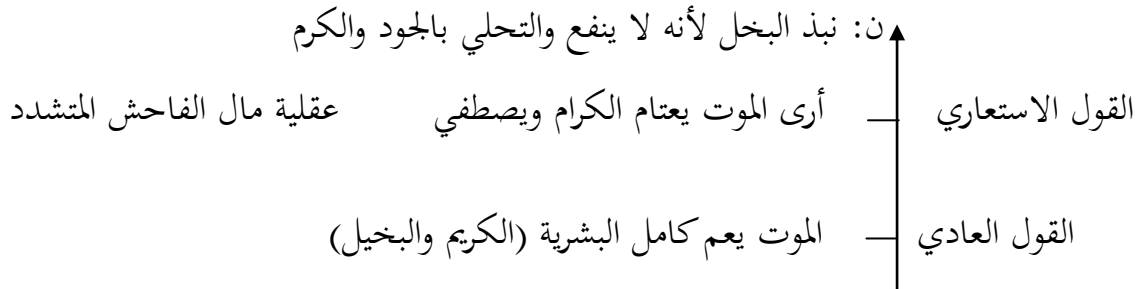 ن: نبذ البخل لأنه لا ينفع والتحلي بالجود والكرم
القول الاستعاري أرى الموت يعتام الكرام ويصطفي عقلية مال الفاحش المتشدد
القول العادي الموت يعم كامل البشرية (الكريم والبخيل)